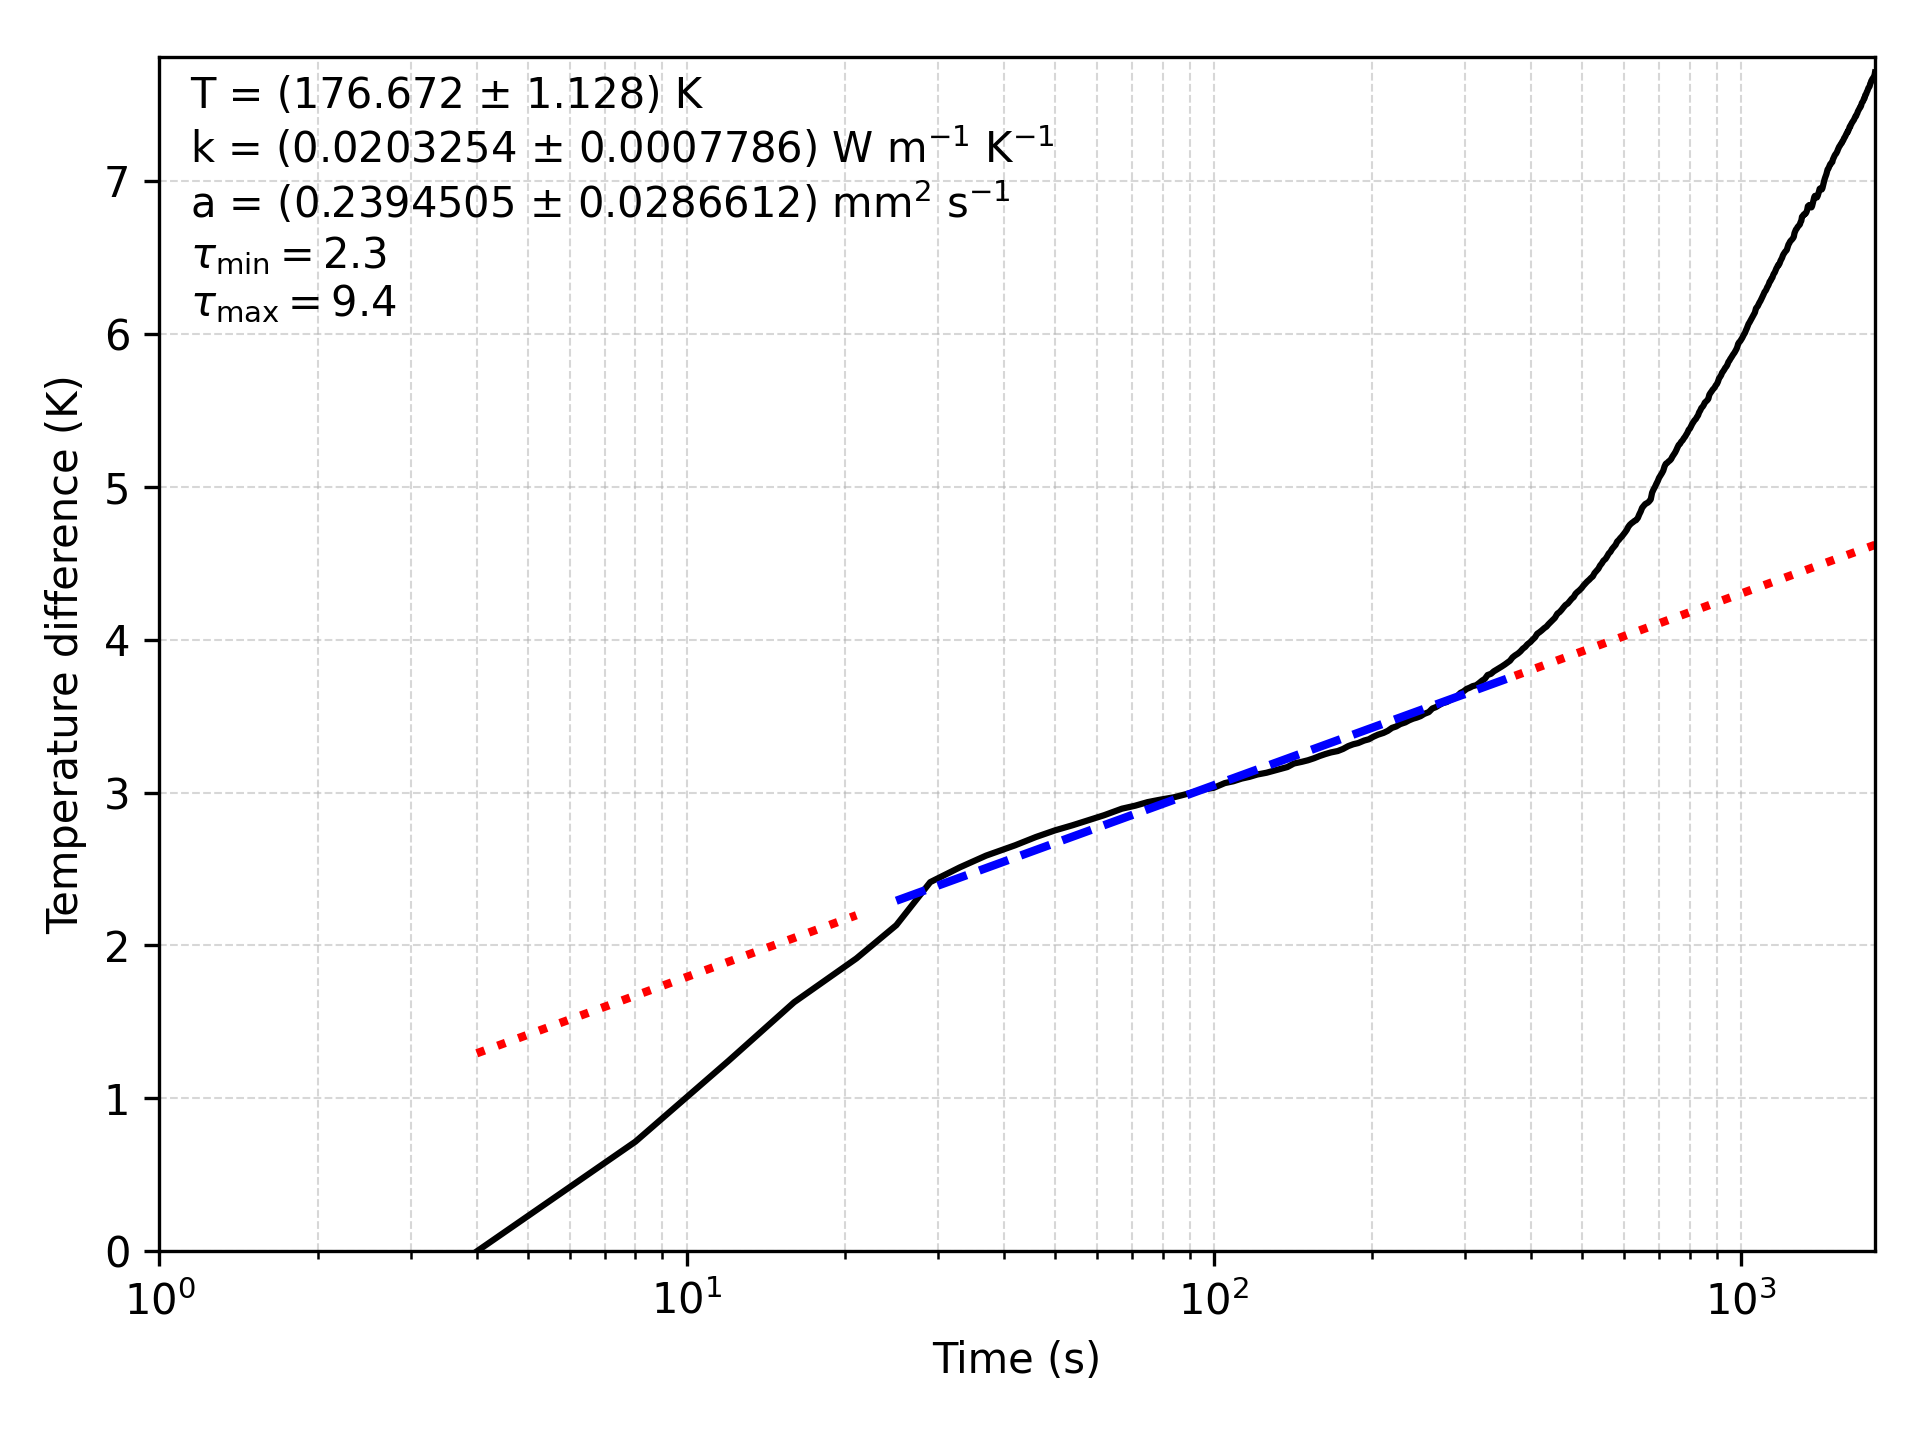 T = (176.672 ± 1.128) K
k = (0.0203254 ± 0.0007786) W m⁻¹ K⁻¹
a = (0.2394505 ± 0.0286612) mm² s⁻¹
τmin = 2.3
τmax = 9.4
7
6
5
4
3
2
1
0
Temperature difference (K)
10⁰ 10¹ 10² 10³
Time (s)